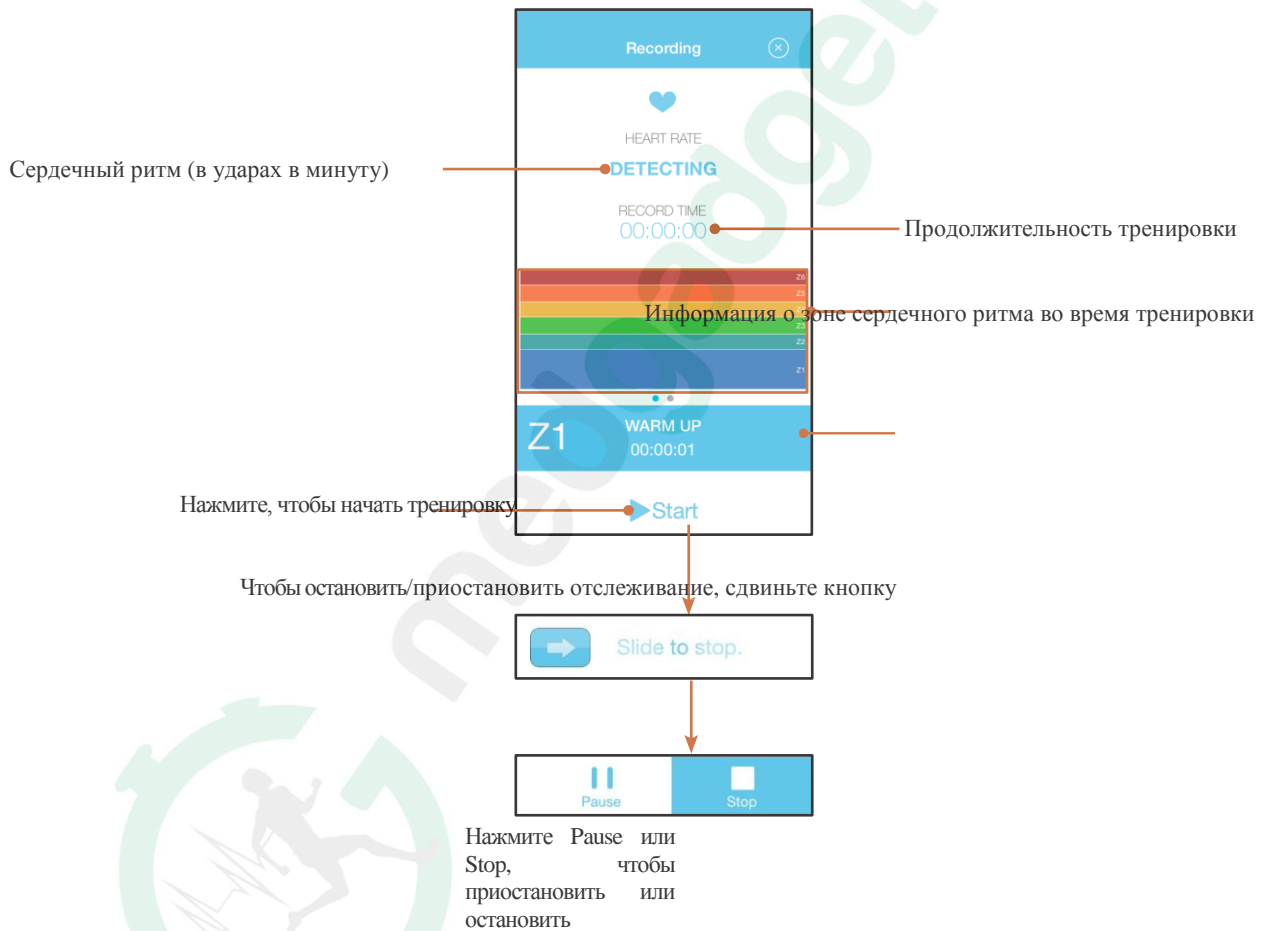 Recording
HEART RATE
Сердечный ритм (в ударах в минуту)
DETECTING
RECORD TIME
00:00:00
Продолжительность тренировки
Z6
Z5
Информация о зоне сердечного ритма во время тренировки
Z3
Z2
Z1
Z1
WARM UP
00:00:01
Нажмите, чтобы начать тренировку
Start
Чтобы остановить/приостановить отслеживание, сдвиньте кнопку
Slide to stop.
Pause
Stop
Нажмите Pause или
Stop, чтобы
приостановить или
остановить
medgadget